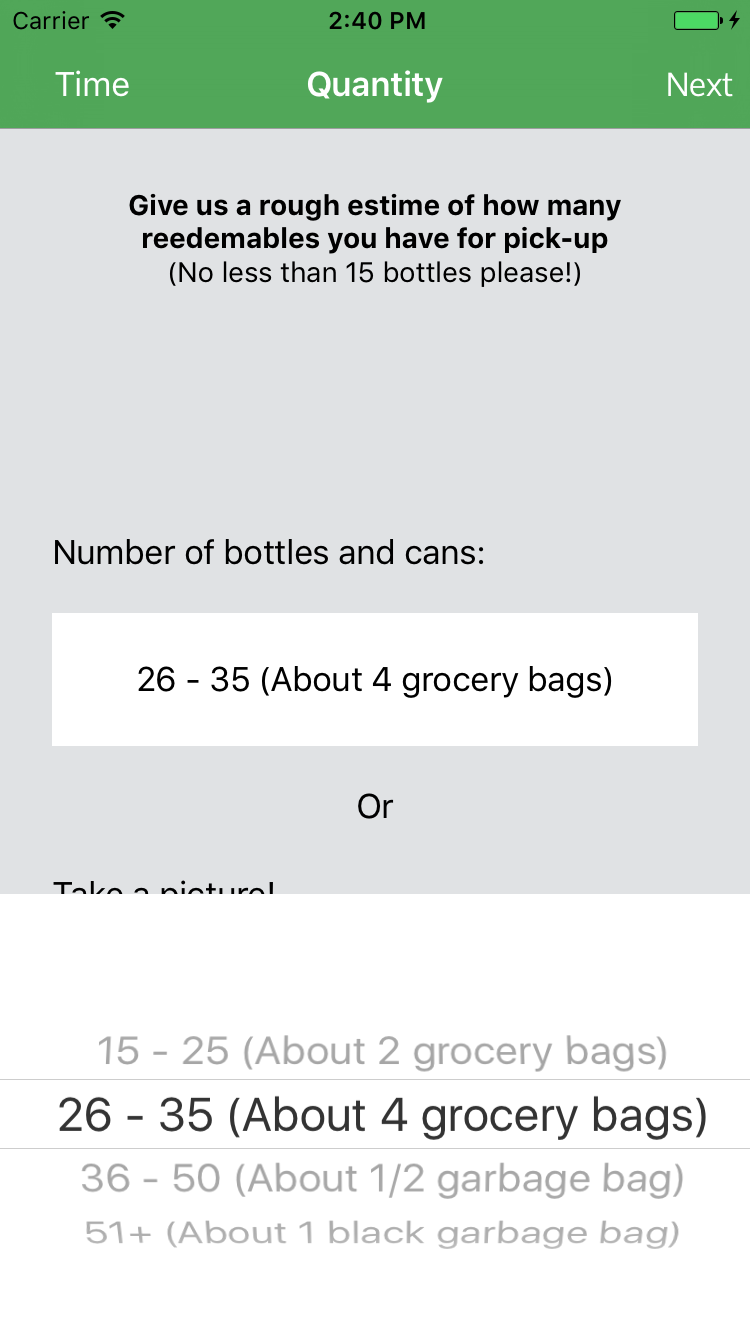 Carrier 2:40 PM
Time Quantity Next
Give us a rough estime of how many
reedemables you have for pick-up
(No less than 15 bottles please!)
Number of bottles and cans:
26 - 35 (About 4 grocery bags)
Or
Take a picture!
15 - 25 (About 2 grocery bags)
26 - 35 (About 4 grocery bags)
36 - 50 (About 1/2 garbage bag)
51+ (About 1 black garbage bag)